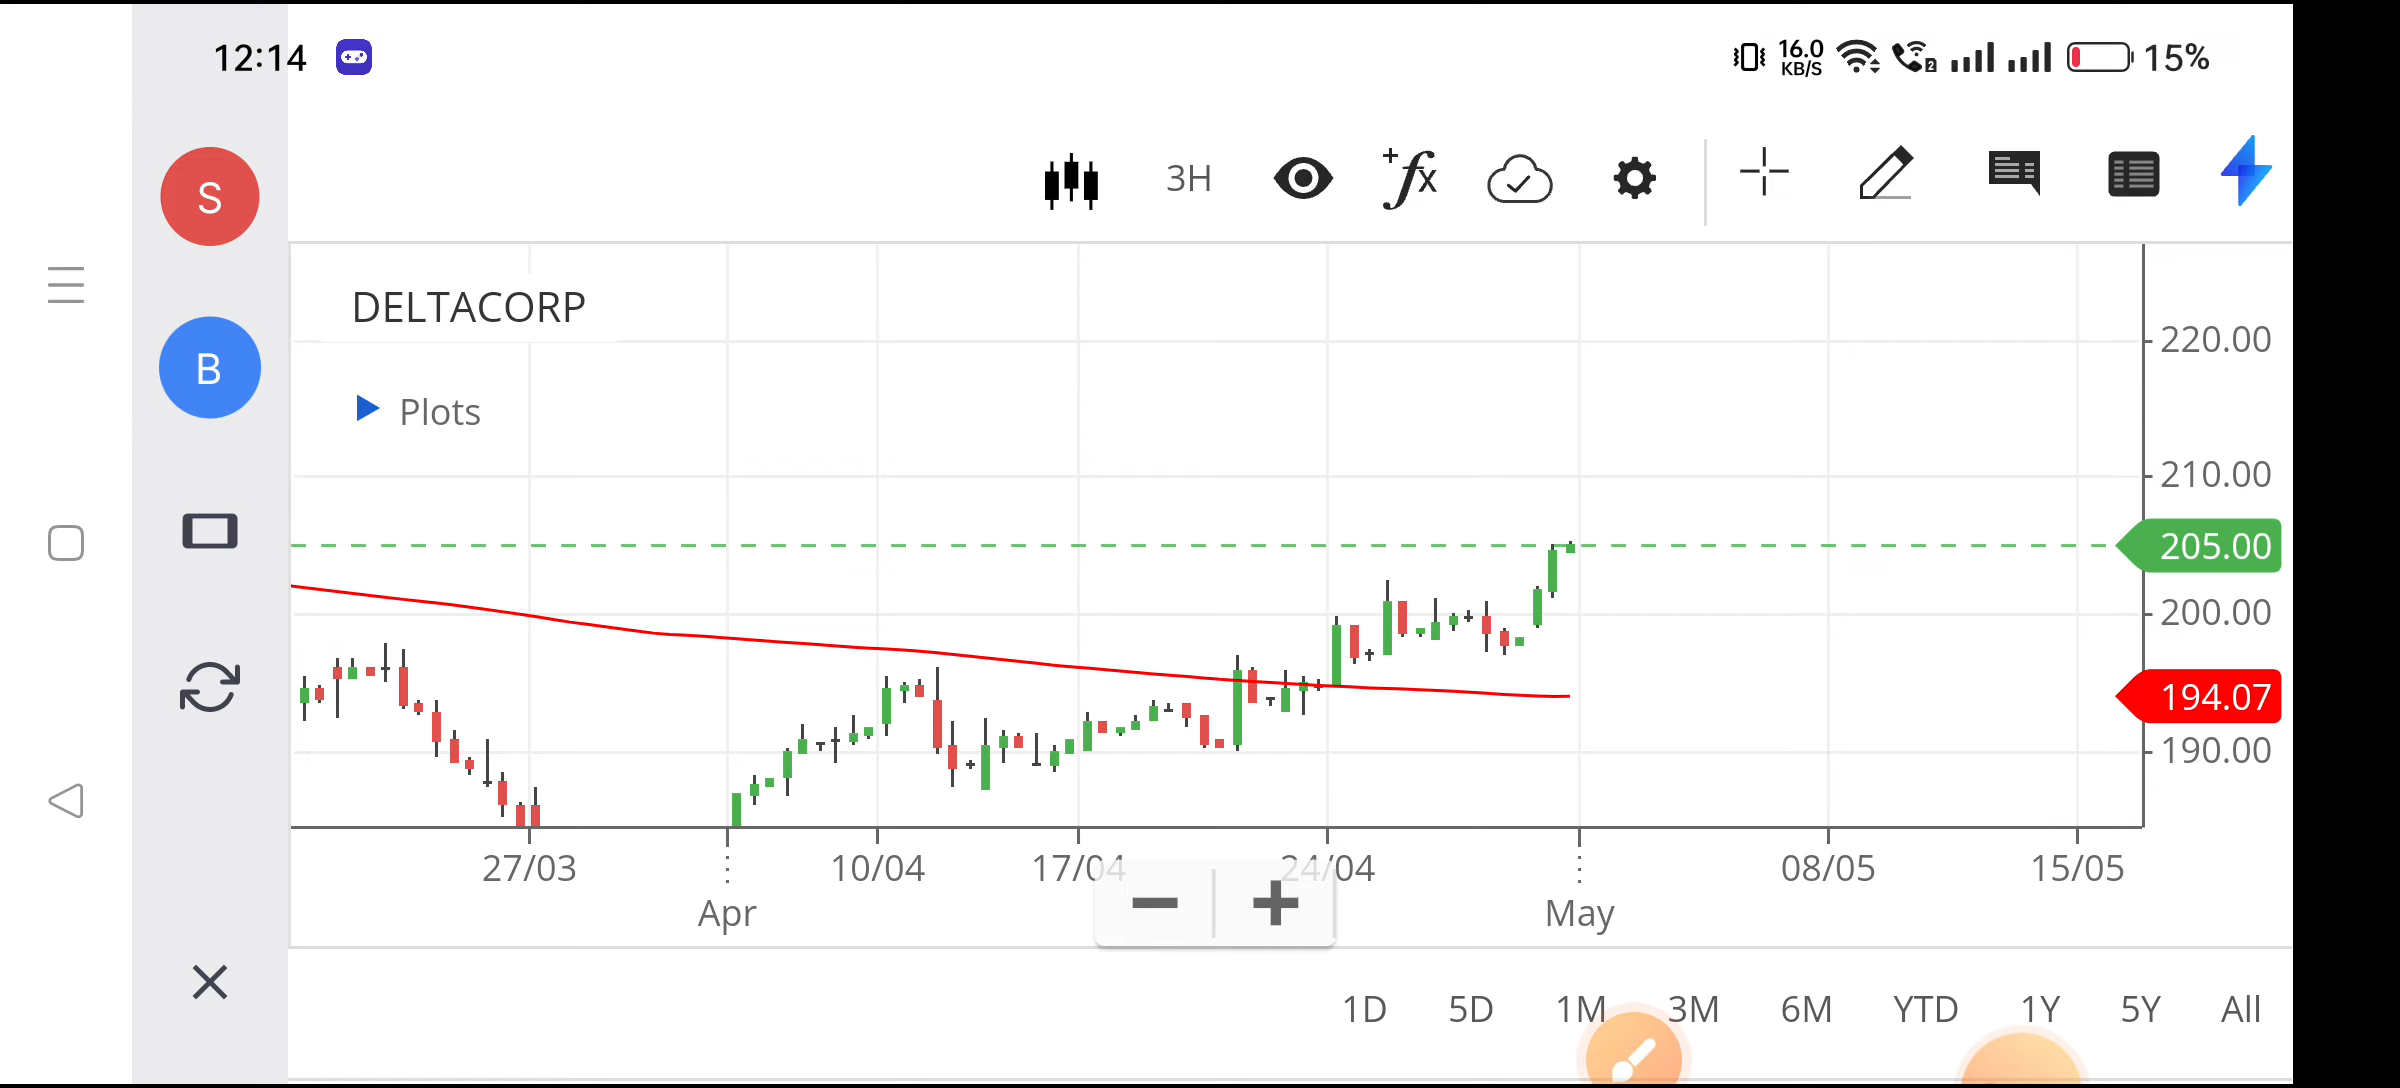 12:14
16.0
KB/S
2
15%
S
B
3H
+fx
DELTACORP
Plots
220.00
210.00
205.00
200.00
194.07
190.00
27/03
10/04
17/04
24/04
08/05
15/05
Apr
May
1D 5D 1M 3M 6M YTD 1Y 5Y All